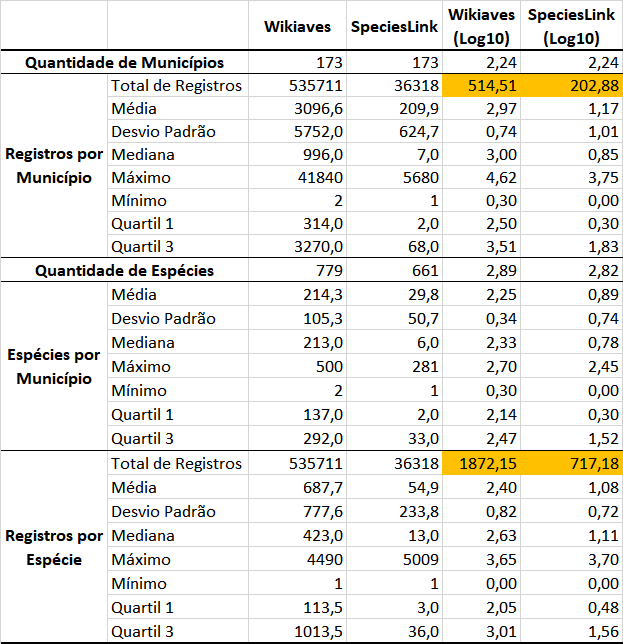 Wikiaves SpeciesLink Wikiaves (Log10) SpeciesLink (Log10)
Quantidade de Municípios 173 173 2,24 2,24
Registros por Município
Total de Registros 535711 36318 514,51 202,88
Média 3096,6 209,9 2,97 1,17
Desvio Padrão 5752,0 624,7 0,74 1,01
Mediana 996,0 7,0 3,00 0,85
Máximo 41840 5680 4,62 3,75
Mínimo 2 1 0,30 0,00
Quartil 1 314,0 2,0 2,50 0,30
Quartil 3 3270,0 68,0 3,51 1,83
Quantidade de Espécies 779 661 2,89 2,82
Espécies por Município
Média 214,3 29,8 2,25 0,89
Desvio Padrão 105,3 50,7 0,34 0,74
Mediana 213,0 6,0 2,33 0,78
Máximo 500 281 2,70 2,45
Mínimo 2 1 0,30 0,00
Quartil 1 137,0 2,0 2,14 0,30
Quartil 3 292,0 33,0 2,47 1,52
Registros por Espécie
Total de Registros 535711 36318 1872,15 717,18
Média 687,7 54,9 2,40 1,08
Desvio Padrão 777,6 233,8 0,82 0,72
Mediana 423,0 13,0 2,63 1,11
Máximo 4490 5009 3,65 3,70
Mínimo 1 1 0,00 0,00
Quartil 1 113,5 3,0 2,05 0,48
Quartil 3 1013,5 36,0 3,01 1,56